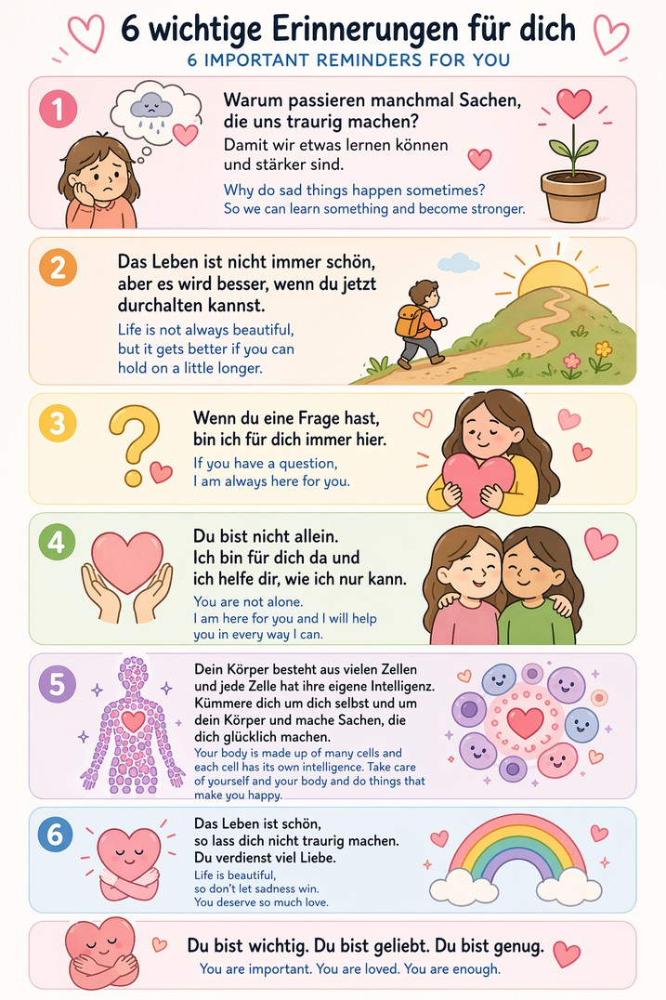 6 wichtige Erinnerungen für dich
6 IMPORTANT REMINDERS FOR YOU
1
Warum passieren manchmal Sachen,
die uns traurig machen?
Damit wir etwas lernen können
und stärker sind.
Why do sad things happen sometimes?
So we can learn something and become stronger.
2
Das Leben ist nicht immer schön,
aber es wird besser, wenn du jetzt
durchalten kannst.
Life is not always beautiful,
but it gets better if you can
hold on a little longer.
3
Wenn du eine Frage hast,
bin ich für dich immer hier.
If you have a question,
I am always here for you.
4
Du bist nicht allein.
Ich bin für dich da und
ich helfe dir, wie ich nur kann.
You are not alone.
I am here for you and I will help
you in every way I can.
5
Dein Körper besteht aus vielen Zellen
und jede Zelle hat ihre eigene Intelligenz.
Kümmere dich um dich selbst und um
dein Körper und mache Sachen, die
dich glücklich machen.
Your body is made up of many cells and
each cell has its own intelligence. Take care
of yourself and your body and do things that
make you happy.
6
Das Leben ist schön,
so lass dich nicht traurig machen.
Du verdienst viel Liebe.
Life is beautiful,
so don't let sadness win.
You deserve so much love.
Du bist wichtig. Du bist geliebt. Du bist genug.
You are important. You are loved. You are enough.